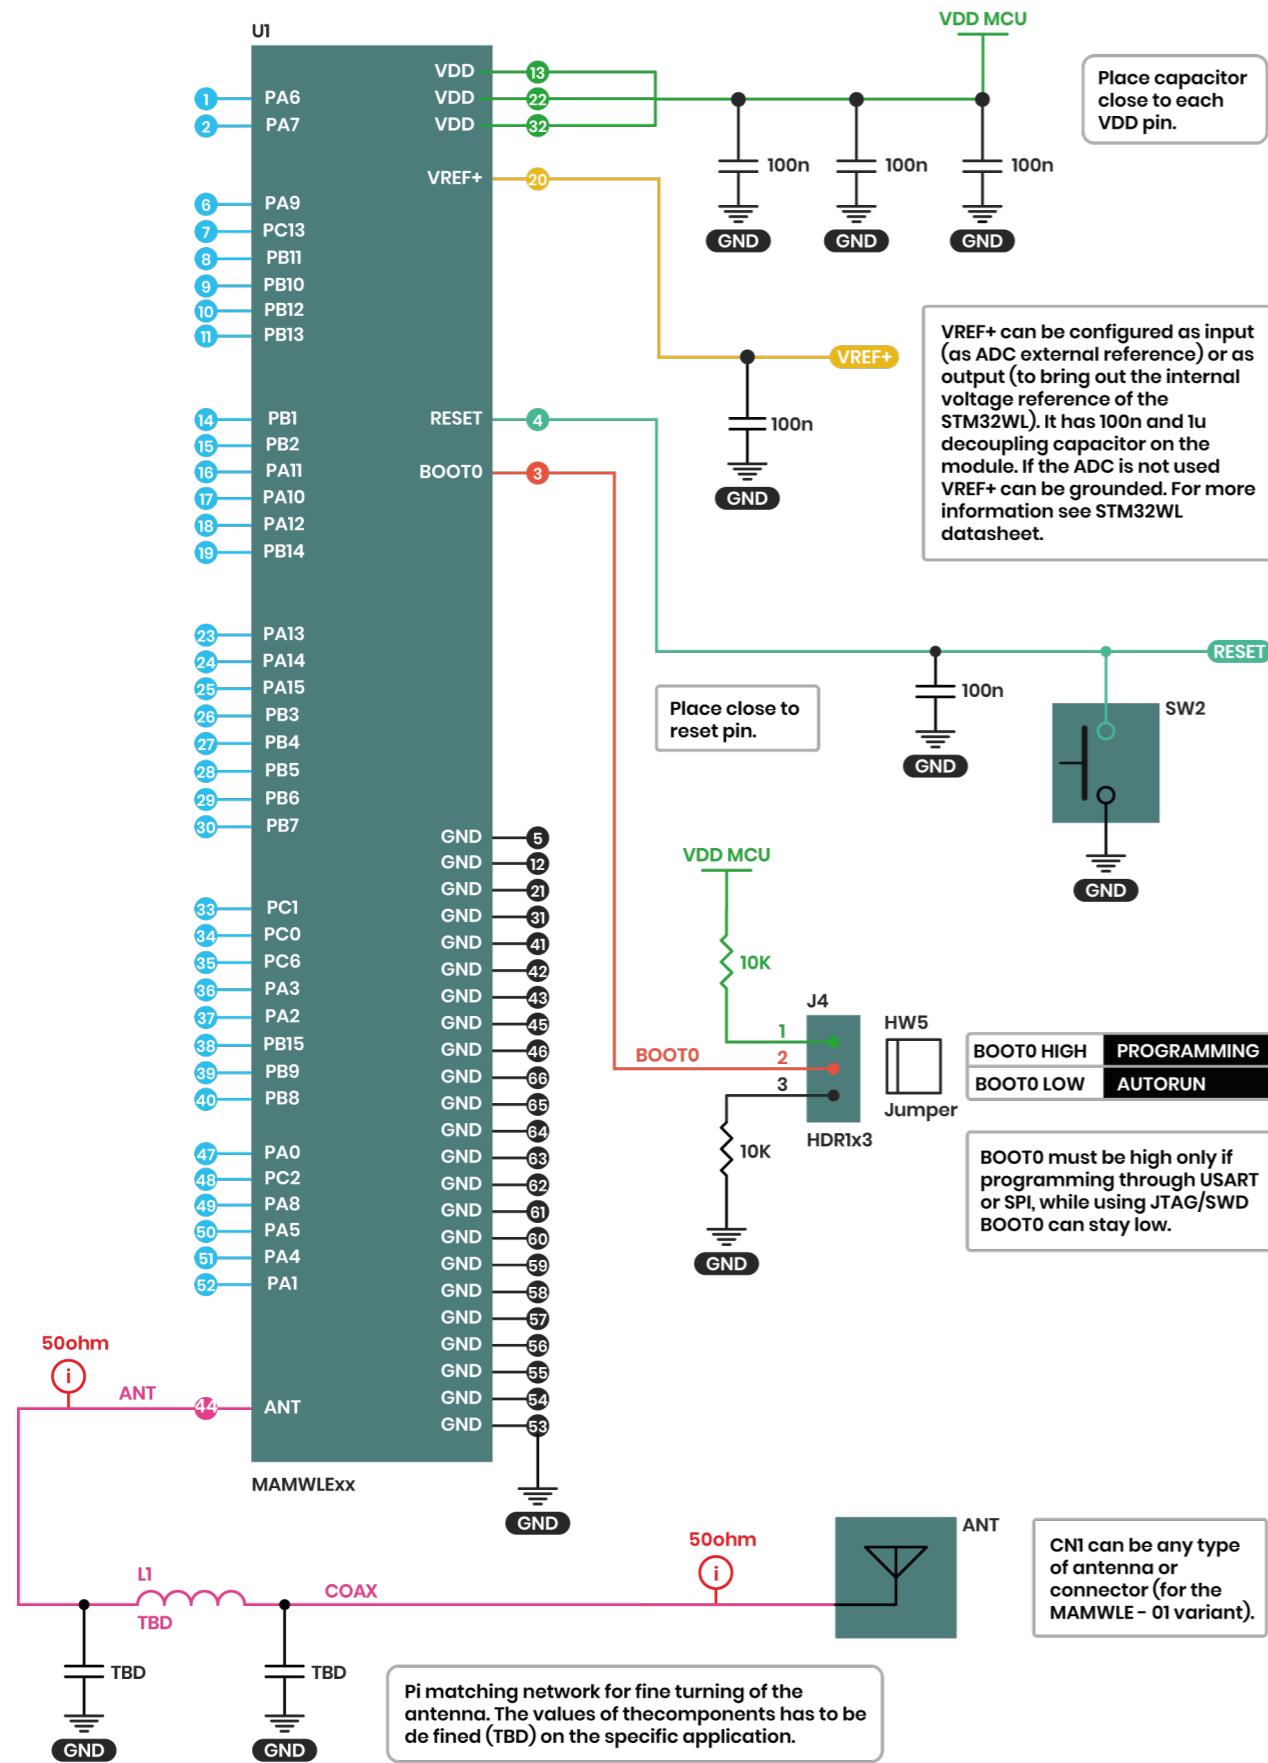 U1
VDD MCU
VDD 13
1 PA6 VDD 22
2 PA7 VDD 32
Place capacitor
close to each
VDD pin.
100n 100n 100n
VREF+ 20
GND GND GND
6 PA9
7 PC13
8 PB11
9 PB10
10 PB12
11 PB13
VREF+
VREF+ can be configured as input
(as ADC external reference) or as
output (to bring out the internal
voltage reference of the
STM32WL). It has 100n and 1u
decoupling capacitor on the
module. If the ADC is not used
VREF+ can be grounded. For more
information see STM32WL
datasheet.
100n
GND
14 PB1 RESET 4
15 PB2
16 PA11 BOOT0 3
17 PA10
18 PA12
19 PB14
23 PA13
24 PA14
25 PA15
26 PB3
27 PB4
28 PB5
29 PB6
30 PB7
RESET
Place close to
reset pin.
100n
GND
SW2
GND
GND 5
GND 12
GND 21
33 PC1 GND 31
34 PC0 GND 41
35 PC6 GND 42
36 PA3 GND 43
37 PA2 GND 45
38 PB15 GND 46
39 PB9 GND 66
40 PB8 GND 65
GND 64
47 PA0 GND 63
48 PC2 GND 62
49 PA8 GND 61
50 PA5 GND 60
51 PA4 GND 59
52 PA1 GND 58
GND 57
GND 56
GND 55
44 ANT GND 54
GND 53
VDD MCU
10K
J4
1
BOOT0 2
3
HW5
Jumper
HDR1x3
10K
GND
BOOT0 HIGH PROGRAMMING
BOOT0 LOW AUTORUN
BOOT0 must be high only if
programming through USART
or SPI, while using JTAG/SWD
BOOT0 can stay low.
50ohm
i
ANT
MAMWLExx
GND
L1
TBD
COAX
50ohm
i
ANT
CN1 can be any type
of antenna or
connector (for the
MAMWLE - 01 variant).
TBD TBD
GND GND
Pi matching network for fine turning of the
antenna. The values of thecomponents has to be
de fined (TBD) on the specific application.